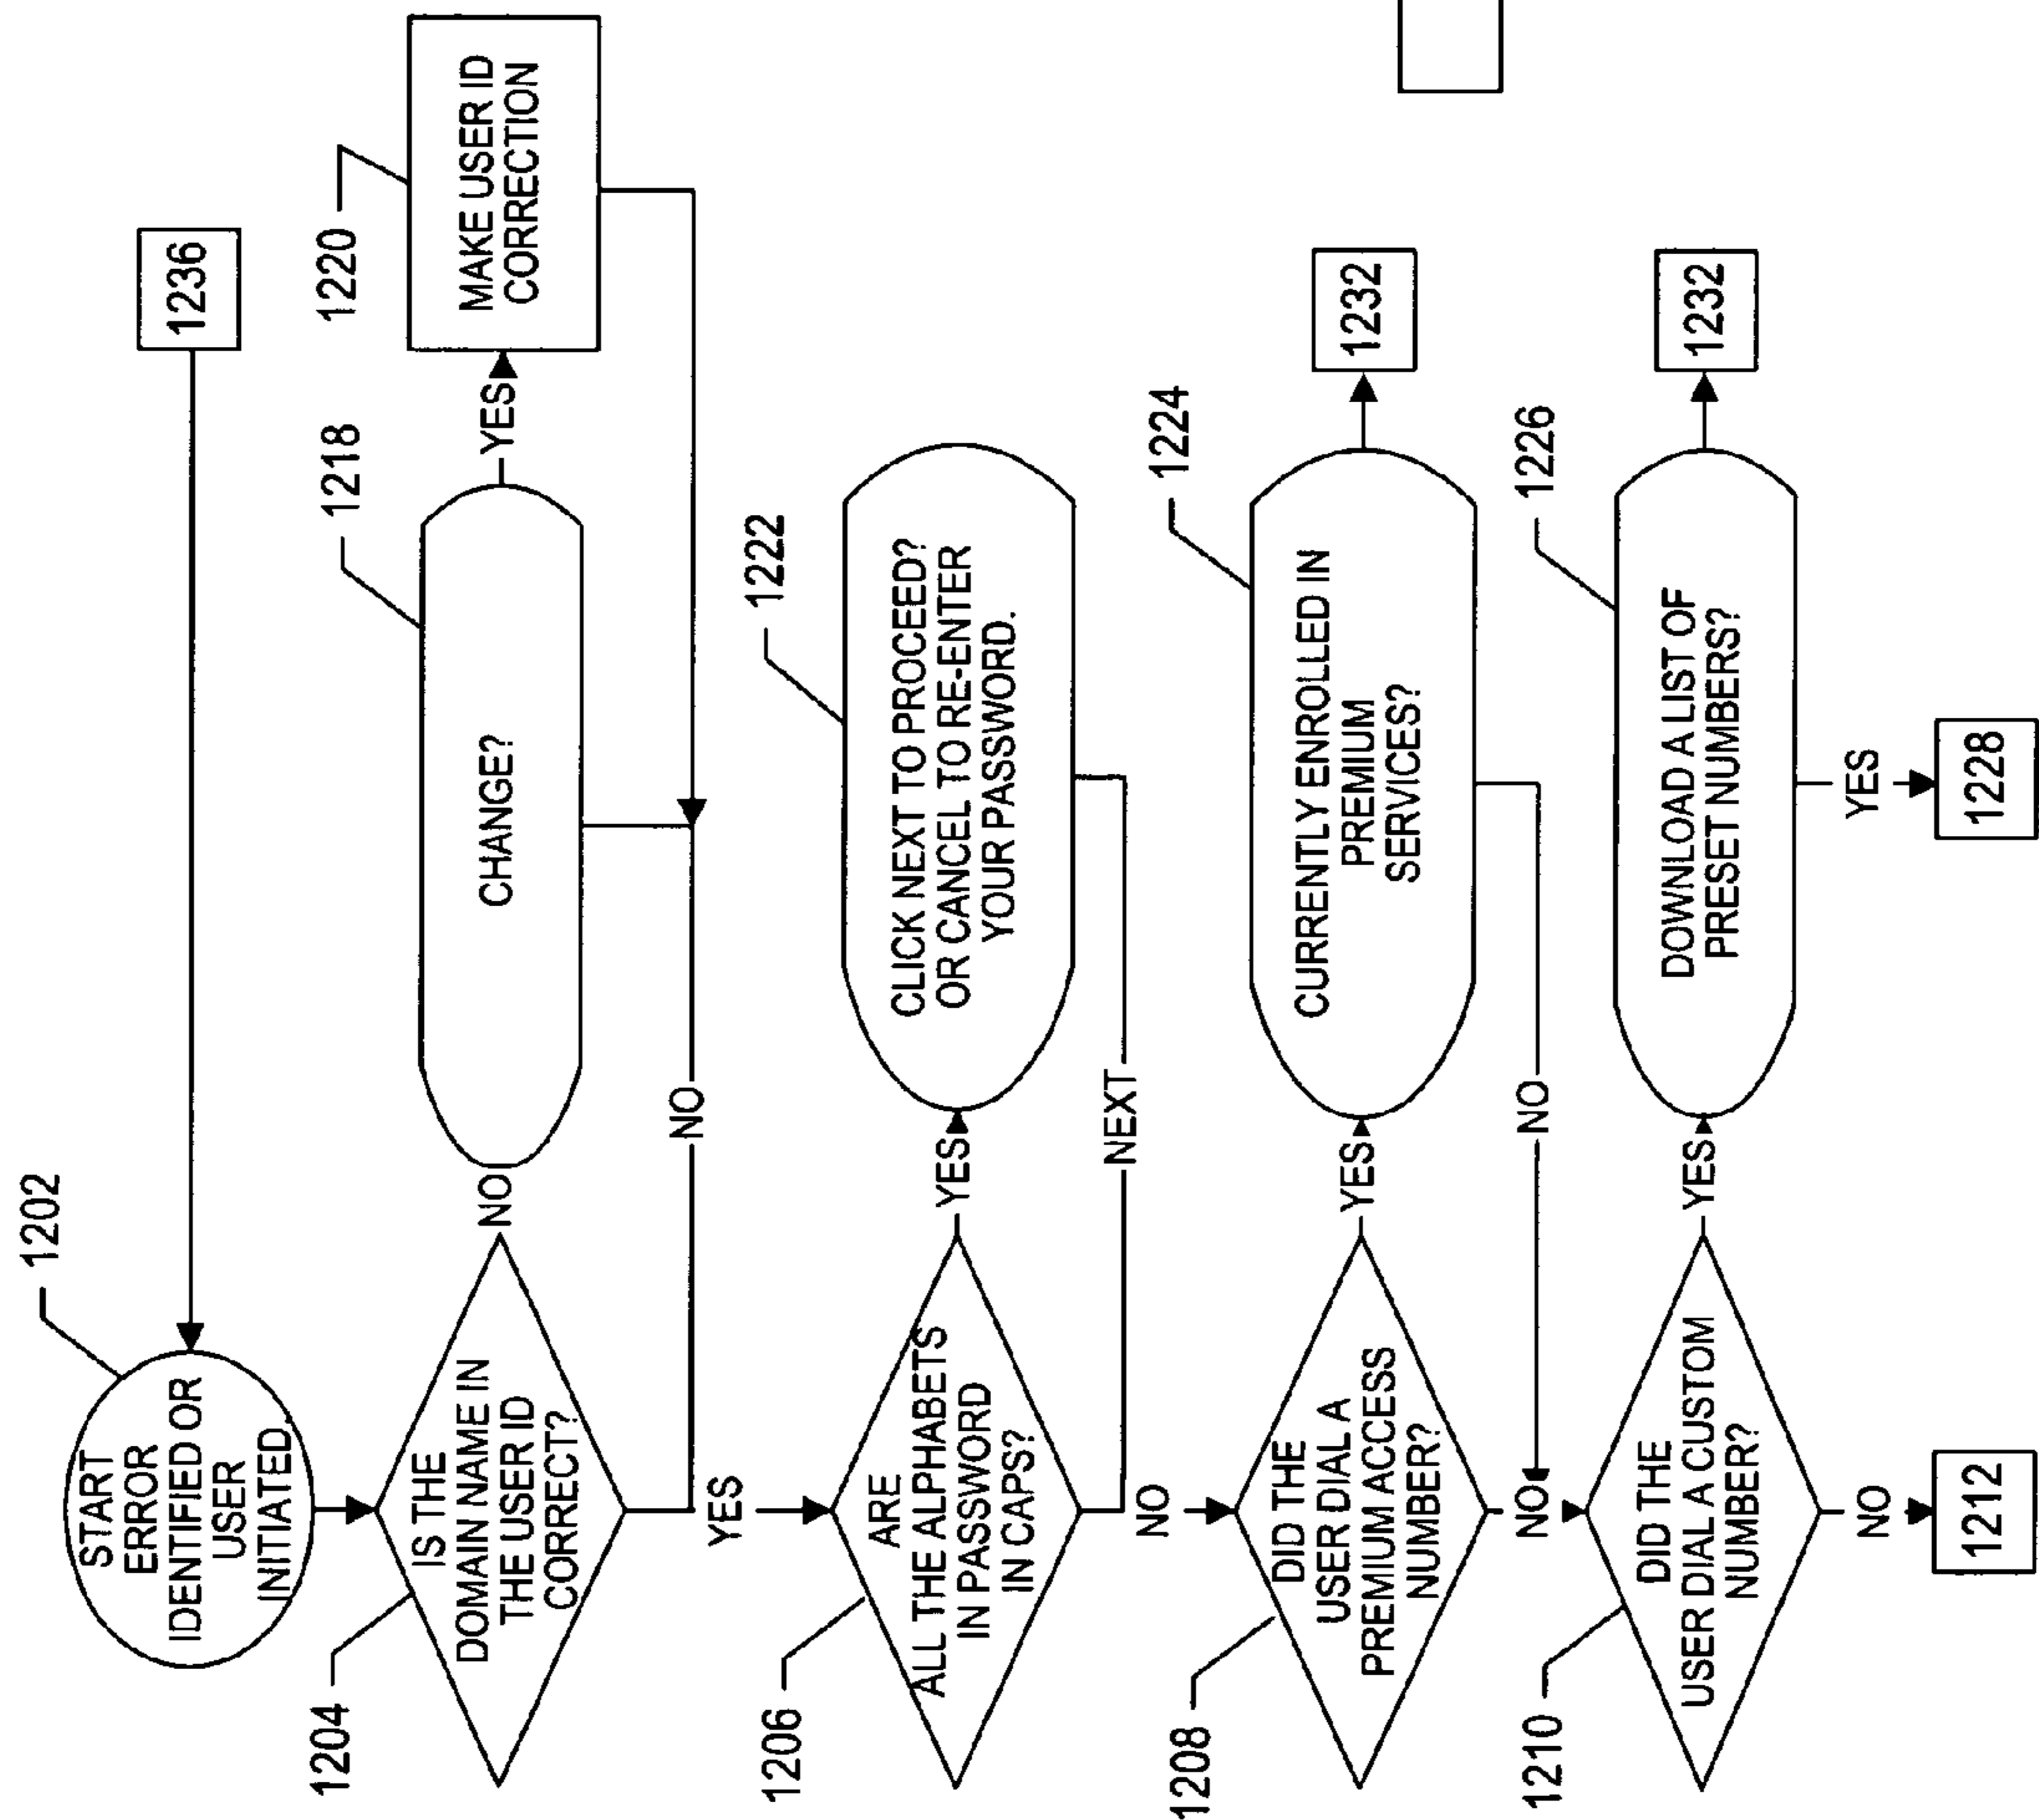 1202
START
ERROR
IDENTIFIED OR
USER
INITIATED
1236
1204
IS THE
DOMAIN NAME IN
THE USER ID
CORRECT?
NO
1218
CHANGE?
YES
1220
MAKE USER ID
CORRECTION
NO
YES
1206
ARE
ALL THE ALPHABETS
IN PASSWORD
IN CAPS?
YES
1222
CLICK NEXT TO PROCEED?
OR CANCEL TO RE-ENTER
YOUR PASSWORD.
NEXT
NO
1208
DID THE
USER DIAL A
PREMIUM ACCESS
NUMBER?
YES
1224
CURRENTLY ENROLLED IN
PREMIUM
SERVICES?
1232
NO
NO
1210
DID THE
USER DIAL A CUSTOM
NUMBER?
YES
1226
DOWNLOAD A LIST OF
PRESET NUMBERS?
1232
NO
1212
YES
1228